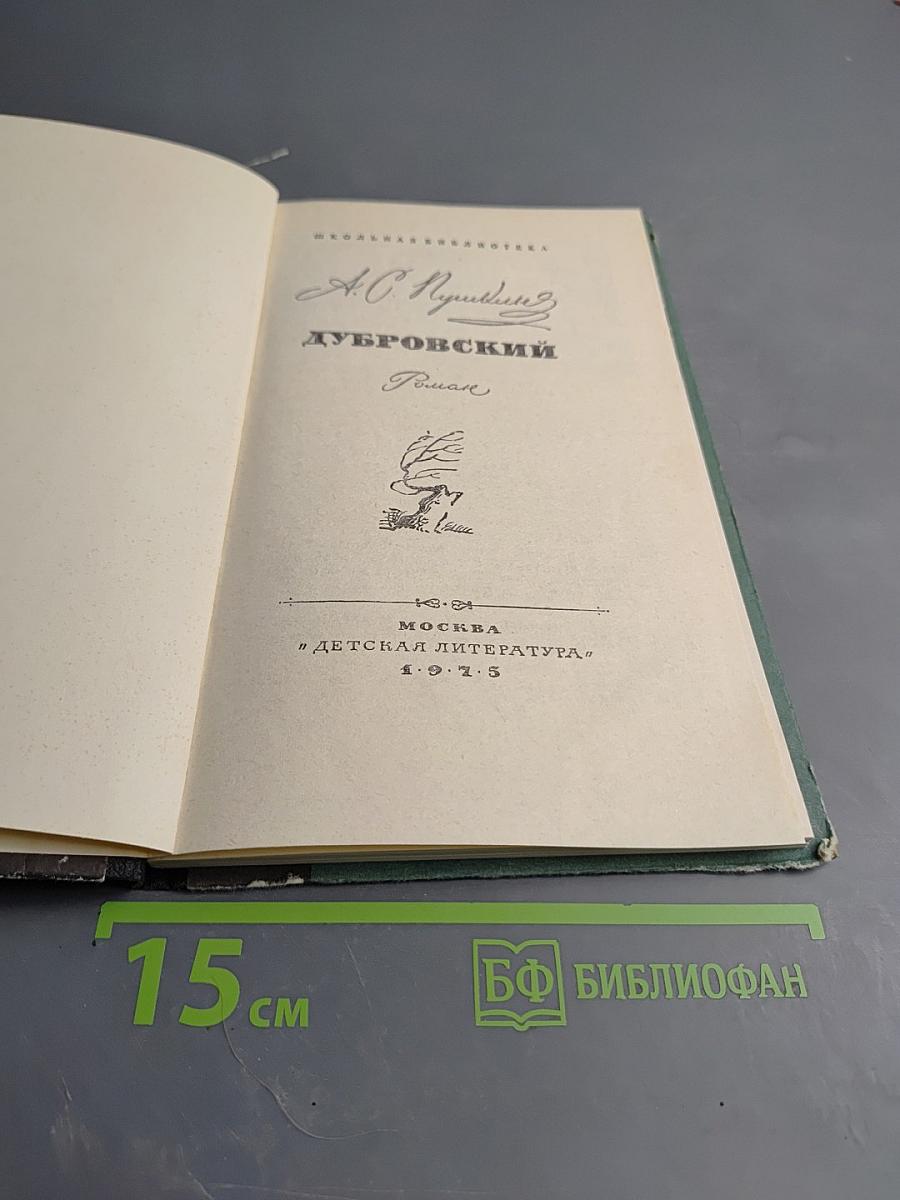 ШКОЛЬНАЯ БИБЛИОТЕКА
А. С. Пушкин
ДУБРОВСКИЙ
Роман
МОСКВА
„ДЕТСКАЯ ЛИТЕРАТУРА"
1·9·7·5
15 см
БФ БИБЛИОФАН